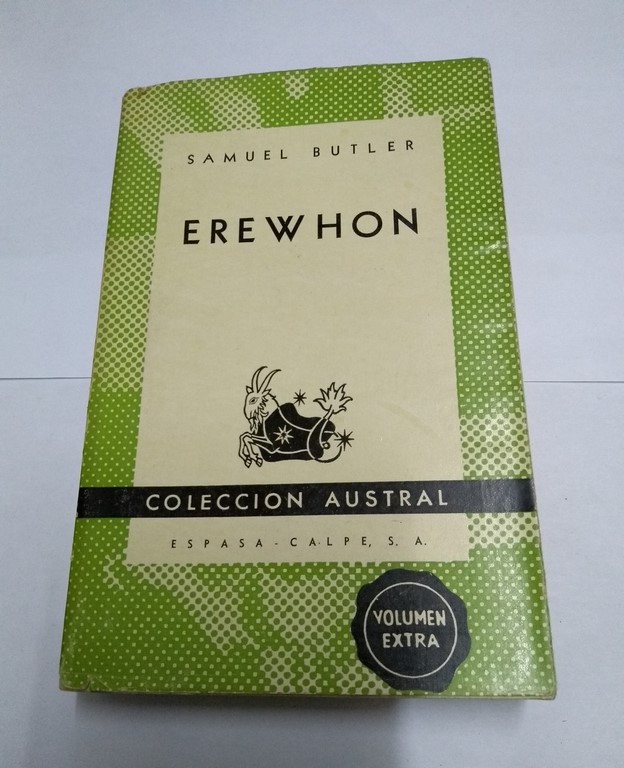 SAMUEL BUTLER
EREWHON
COLECCION AUSTRAL
ESPASA - CALPE, S. A.
VOLUMEN
EXTRA